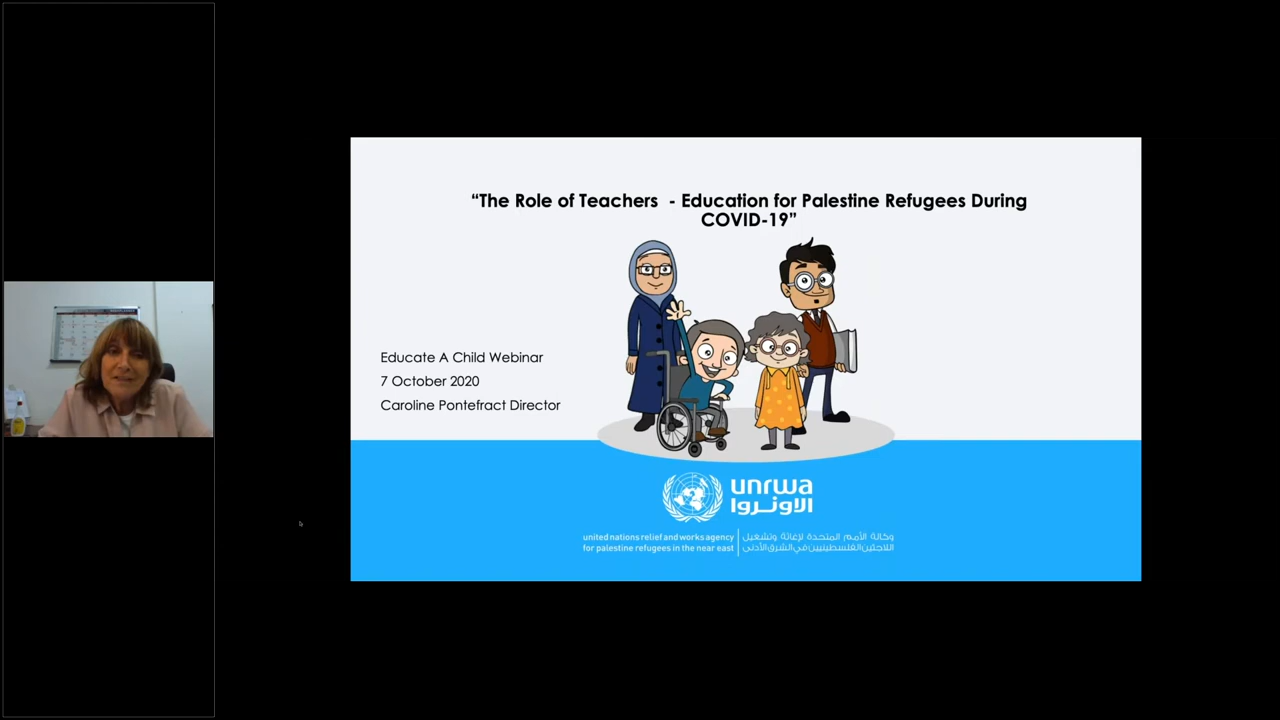 “The Role of Teachers - Education for Palestine Refugees During
COVID-19”
Educate A Child Webinar
7 October 2020
Caroline Pontefract Director
unrwa
الاونروا
united nations relief and works agency
for palestine refugees in the near east
وكالة الأمم المتحدة لإغاثة وتشغيل
اللاجئين الفلسطينيين في الشرق الأدنى